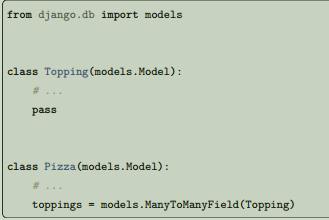 from django.db import models
class Topping(models.Model):
    # ...
    pass
class Pizza(models.Model):
    # ...
    toppings = models.ManyToManyField(Topping)